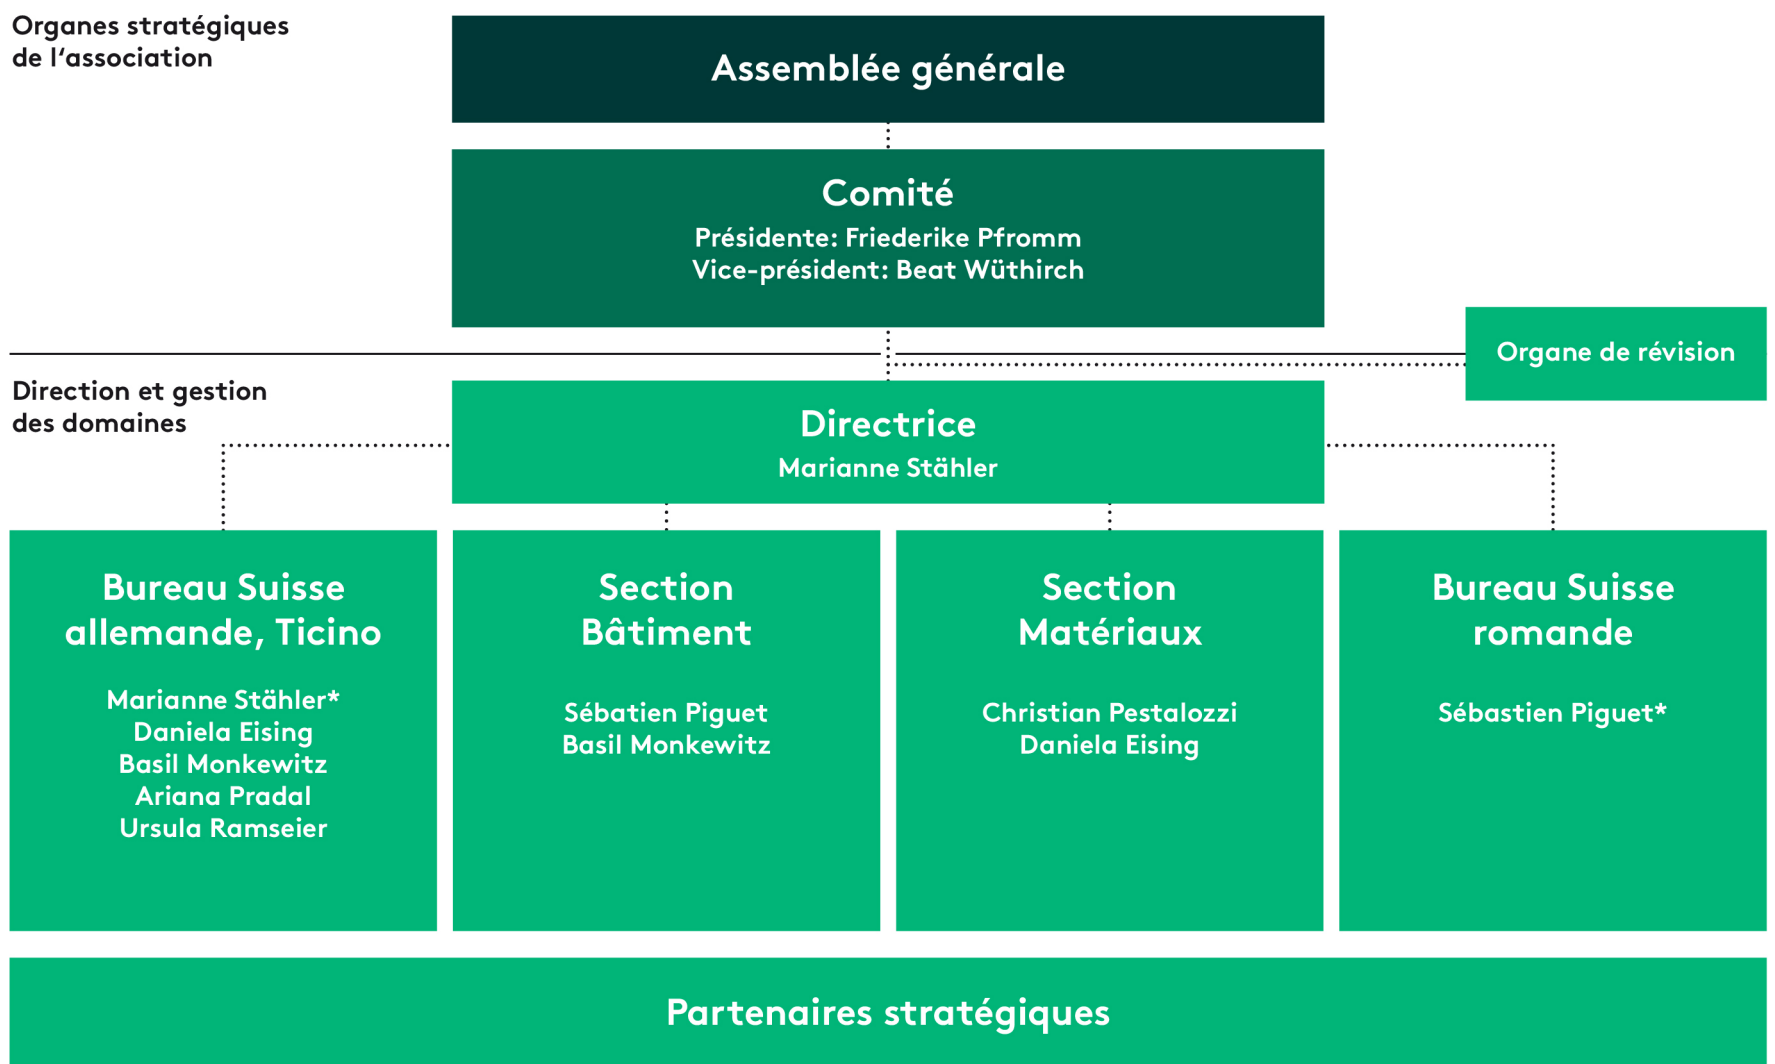 Organes stratégiques
de l‘association
Assemblée générale
Comité
Présidente: Friederike Pfromm
Vice-président: Beat Wüthirch
Organe de révision
Direction et gestion
des domaines
Directrice
Marianne Stähler
Bureau Suisse
allemande, Ticino
Marianne Stähler*
Daniela Eising
Basil Monkewitz
Ariana Pradal
Ursula Ramseier
Section
Bâtiment
Sébatien Piguet
Basil Monkewitz
Section
Matériaux
Christian Pestalozzi
Daniela Eising
Bureau Suisse
romande
Sébastien Piguet*
Partenaires stratégiques